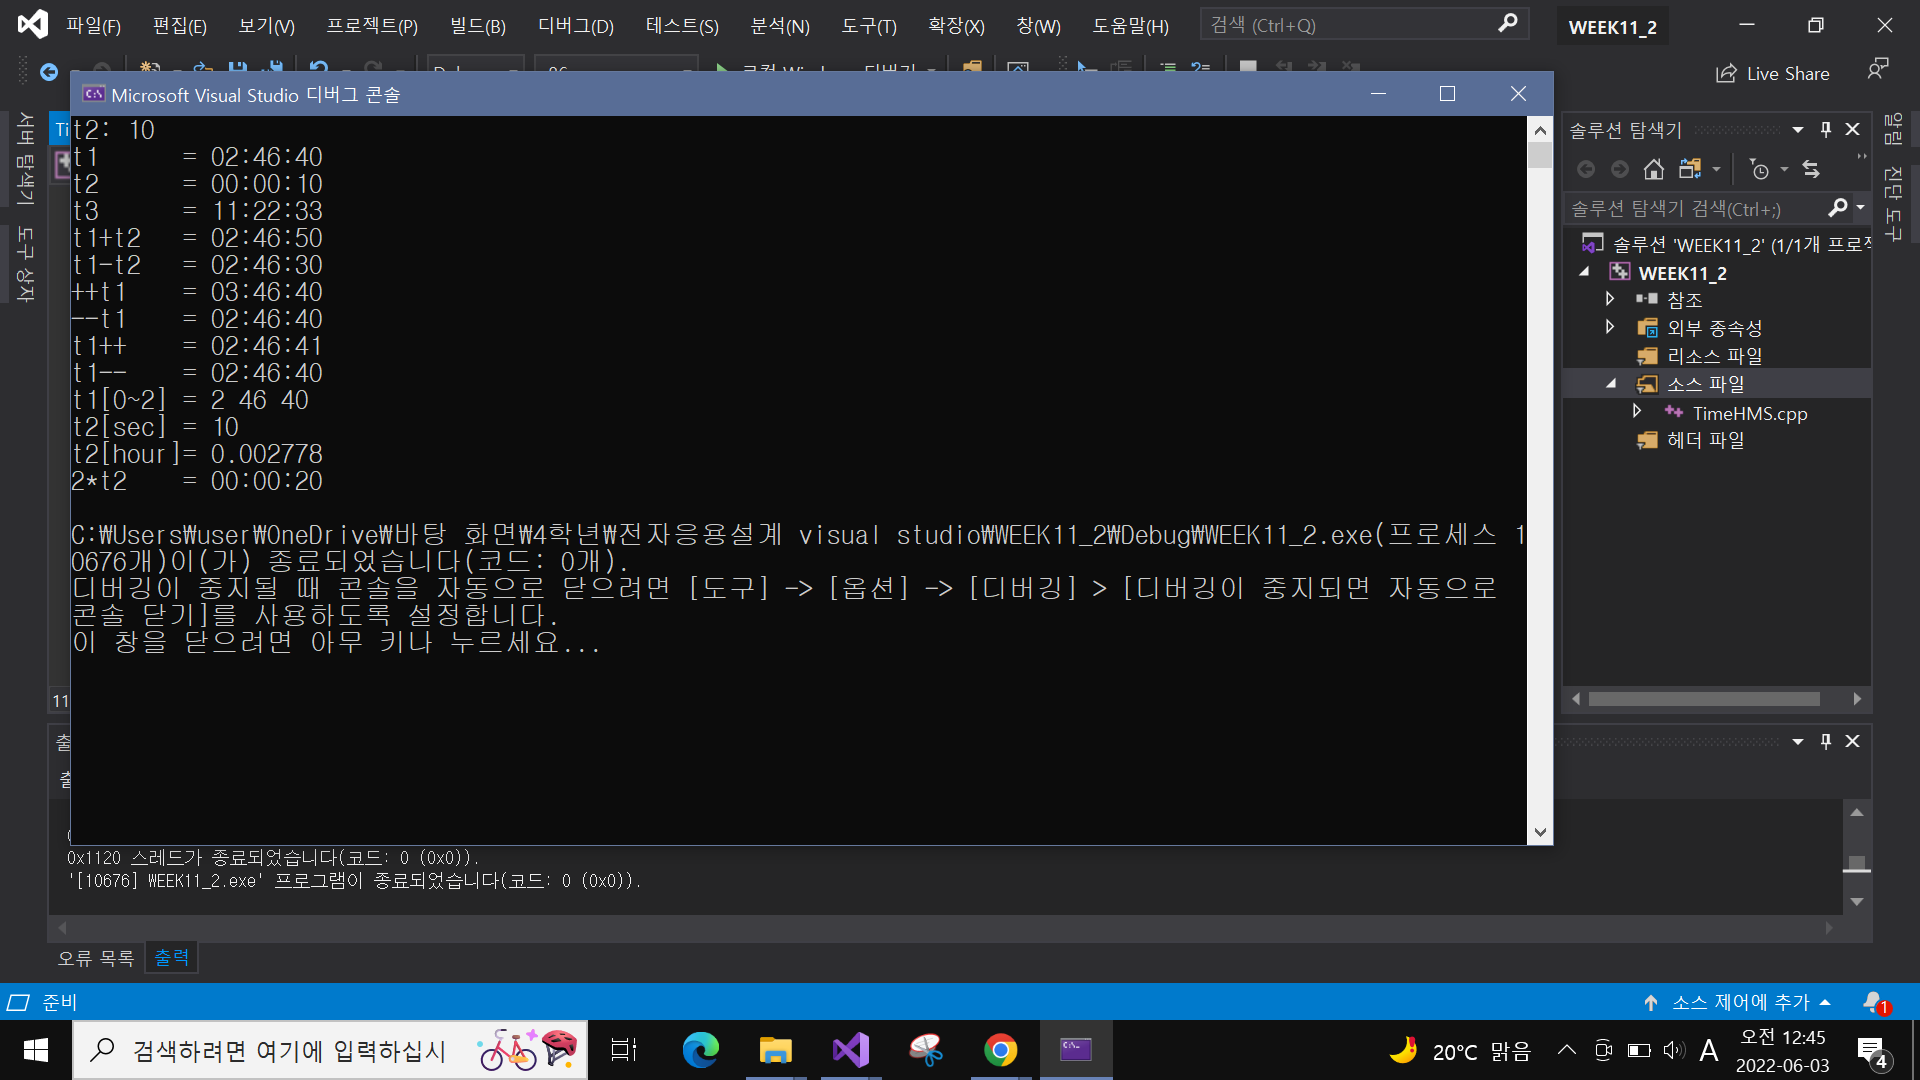 파일(F) 편집(E) 보기(V) 프로젝트(P) 빌드(B) 디버그(D) 테스트(S) 분석(N) 도구(T) 확장(X) 창(W) 도움말(H) 검색 (Ctrl+Q) WEEK11_2
Live Share
Microsoft Visual Studio 디버그 콘솔
서버 탐색기
도구 상자
t2: 10
t1 = 02:46:40
t2 = 00:00:10
t3 = 11:22:33
t1+t2 = 02:46:50
t1-t2 = 02:46:30
++t1 = 03:46:40
--t1 = 02:46:40
t1++ = 02:46:41
t1-- = 02:46:40
t1[0~2] = 2 46 40
t2[sec] = 10
t2[hour]= 0.002778
2*t2 = 00:00:20
C:₩Users₩user₩OneDrive₩바탕 화면₩4학년₩전자응용설계 visual studio₩WEEK11_2₩Debug₩WEEK11_2.exe(프로세스 1
0676개)이(가) 종료되었습니다(코드: 0개).
디버깅이 중지될 때 콘솔을 자동으로 닫으려면 [도구] -> [옵션] -> [디버깅] > [디버깅이 중지되면 자동으로
콘솔 닫기]를 사용하도록 설정합니다.
이 창을 닫으려면 아무 키나 누르세요...
솔루션 탐색기
솔루션 탐색기 검색(Ctrl+;)
솔루션 'WEEK11_2' (1/1개
WEEK11_2
참조
외부 종속성
리소스 파일
소스 파일
TimeHMS.cpp
헤더 파일
알림
진단 도구
0x1120 스레드가 종료되었습니다(코드: 0 (0x0)).
'[10676] WEEK11_2.exe' 프로그램이 종료되었습니다(코드: 0 (0x0)).
오류 목록 출력
준비
소스 제어에 추가
1
검색하려면 여기에 입력하십시
20℃ 맑음
A
오전 12:45
2022-06-03
4